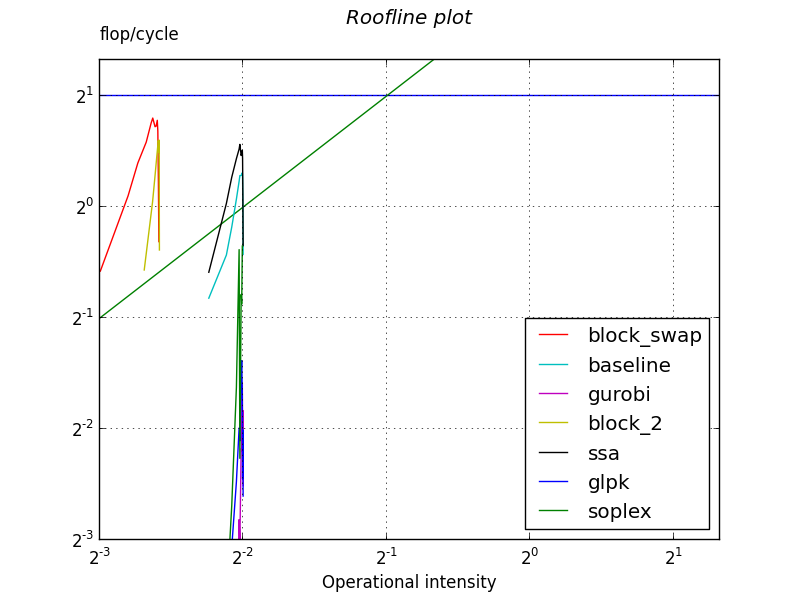 Roofline plot
flop/cycle
2^1
2^0
2^-1
2^-2
2^-3
block_swap
baseline
gurobi
block_2
ssa
glpk
soplex
2^-3 2^-2 2^-1 2^0 2^1
Operational intensity